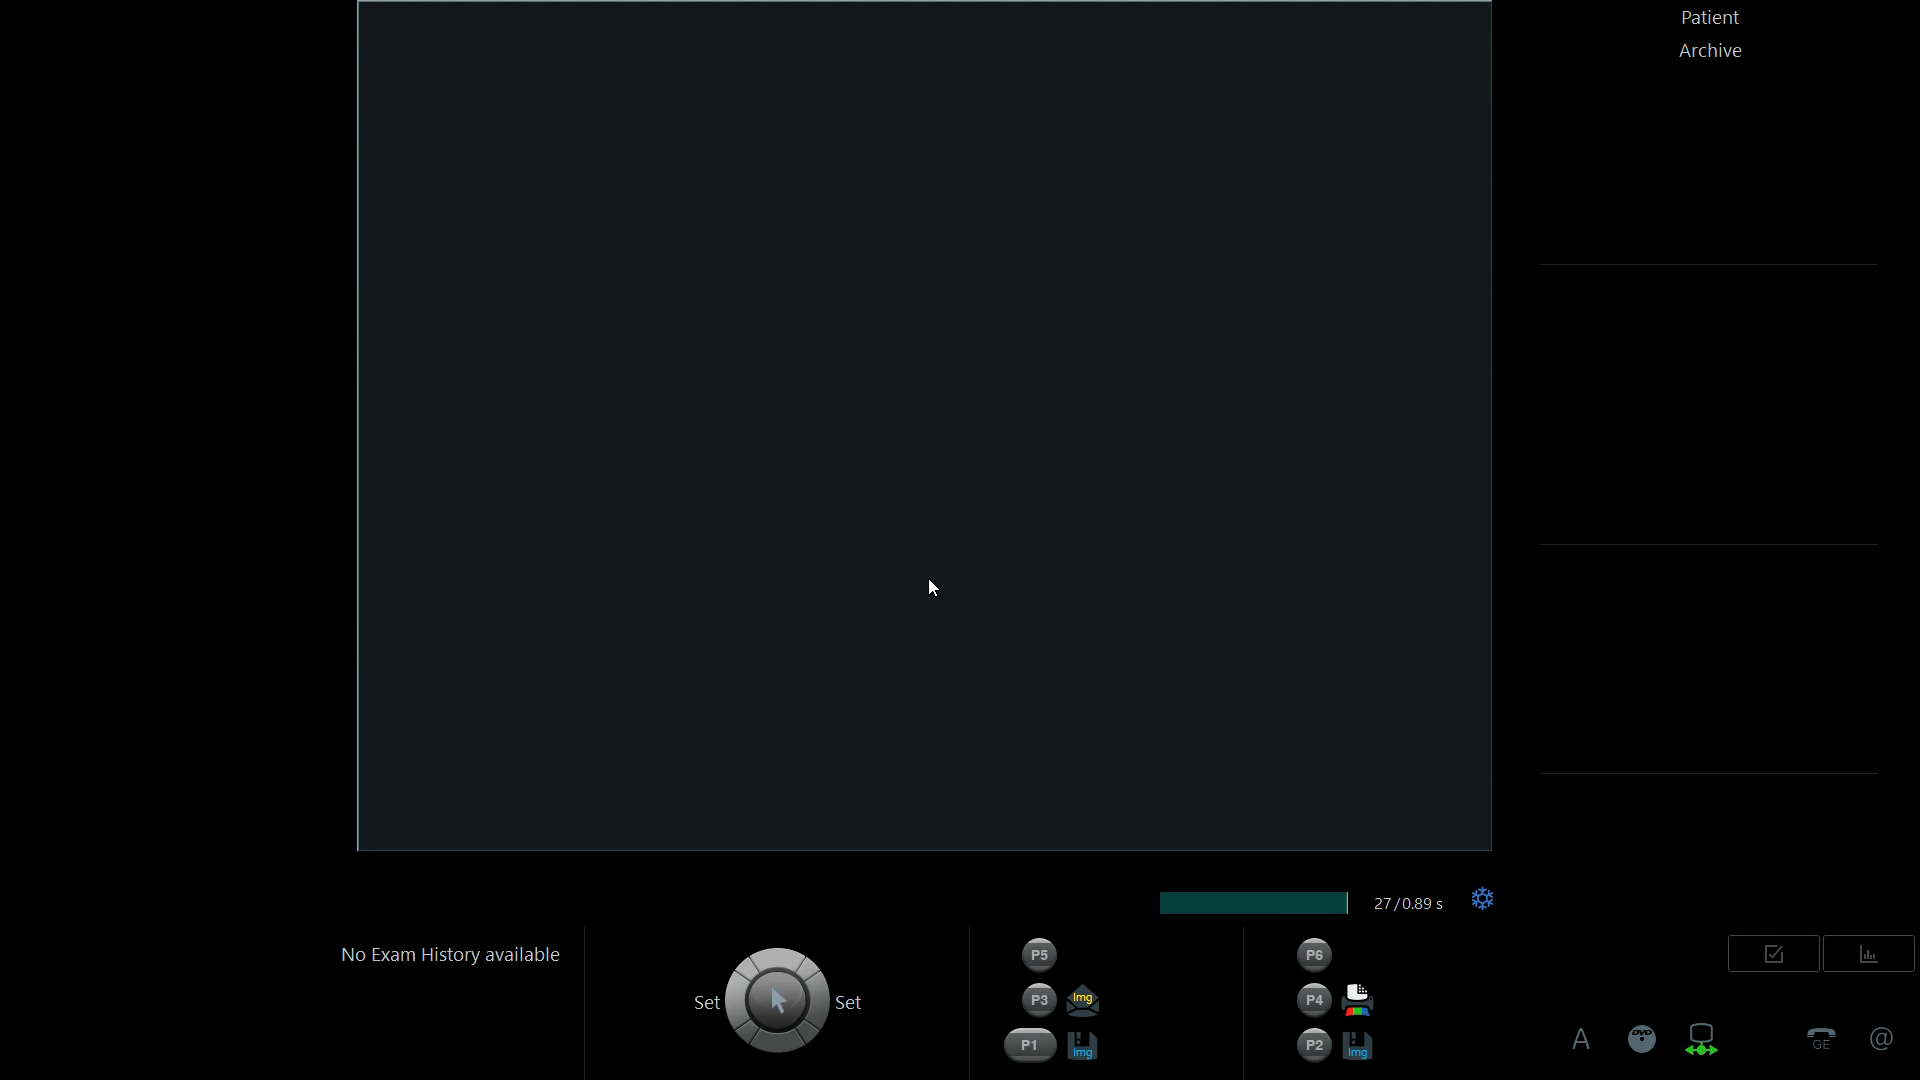 Patient
Archive
27/0.89 s
No Exam History available
Set
Set
P5
P3
Img
P1
Img
P6
P4
P2
Img
A
DVD
GE
@